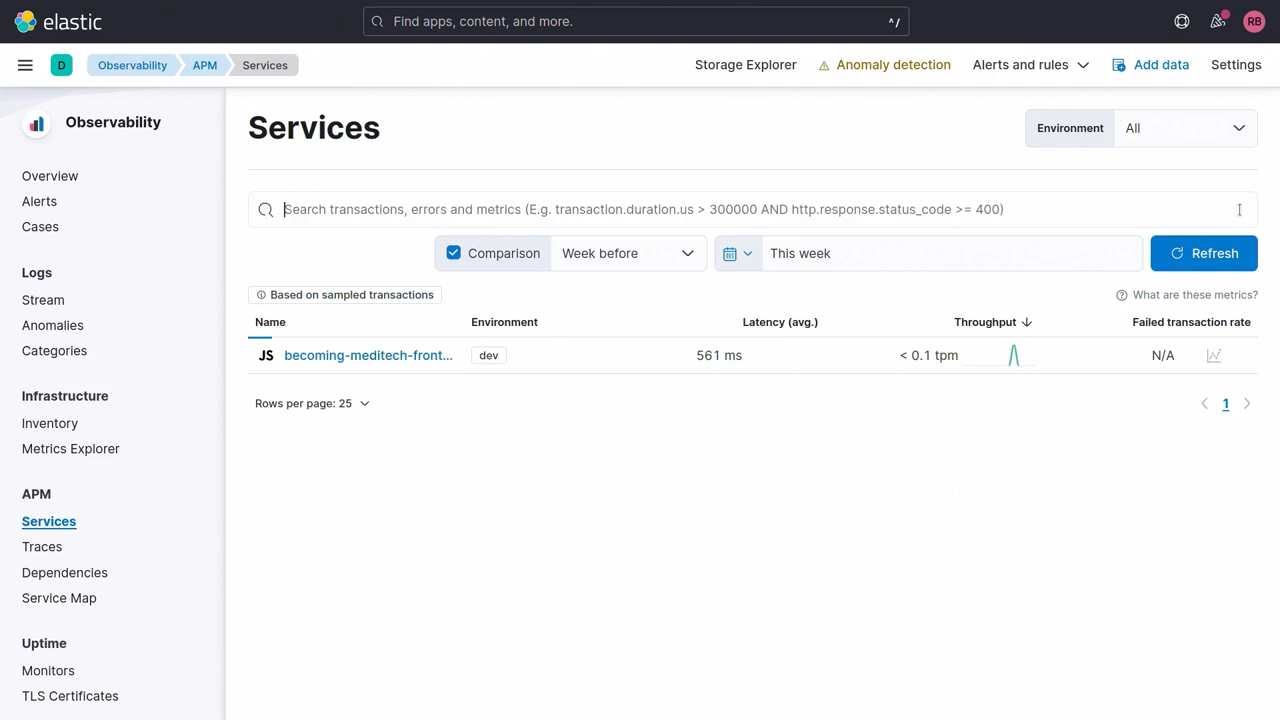 elastic
Find apps, content, and more.
^/
RB
D
Observability
APM
Services
Storage Explorer
Anomaly detection
Alerts and rules
Add data
Settings
Observability
Overview
Alerts
Cases
Logs
Stream
Anomalies
Categories
Infrastructure
Inventory
Metrics Explorer
APM
Services
Traces
Dependencies
Service Map
Uptime
Monitors
TLS Certificates
Services
Environment
All
Search transactions, errors and metrics (E.g. transaction.duration.us > 300000 AND http.response.status_code >= 400)
Comparison
Week before
This week
Refresh
Based on sampled transactions
What are these metrics?
Name
Environment
Latency (avg.)
Throughput
Failed transaction rate
JS
becoming-meditech-front...
dev
561 ms
< 0.1 tpm
N/A
Rows per page: 25
1